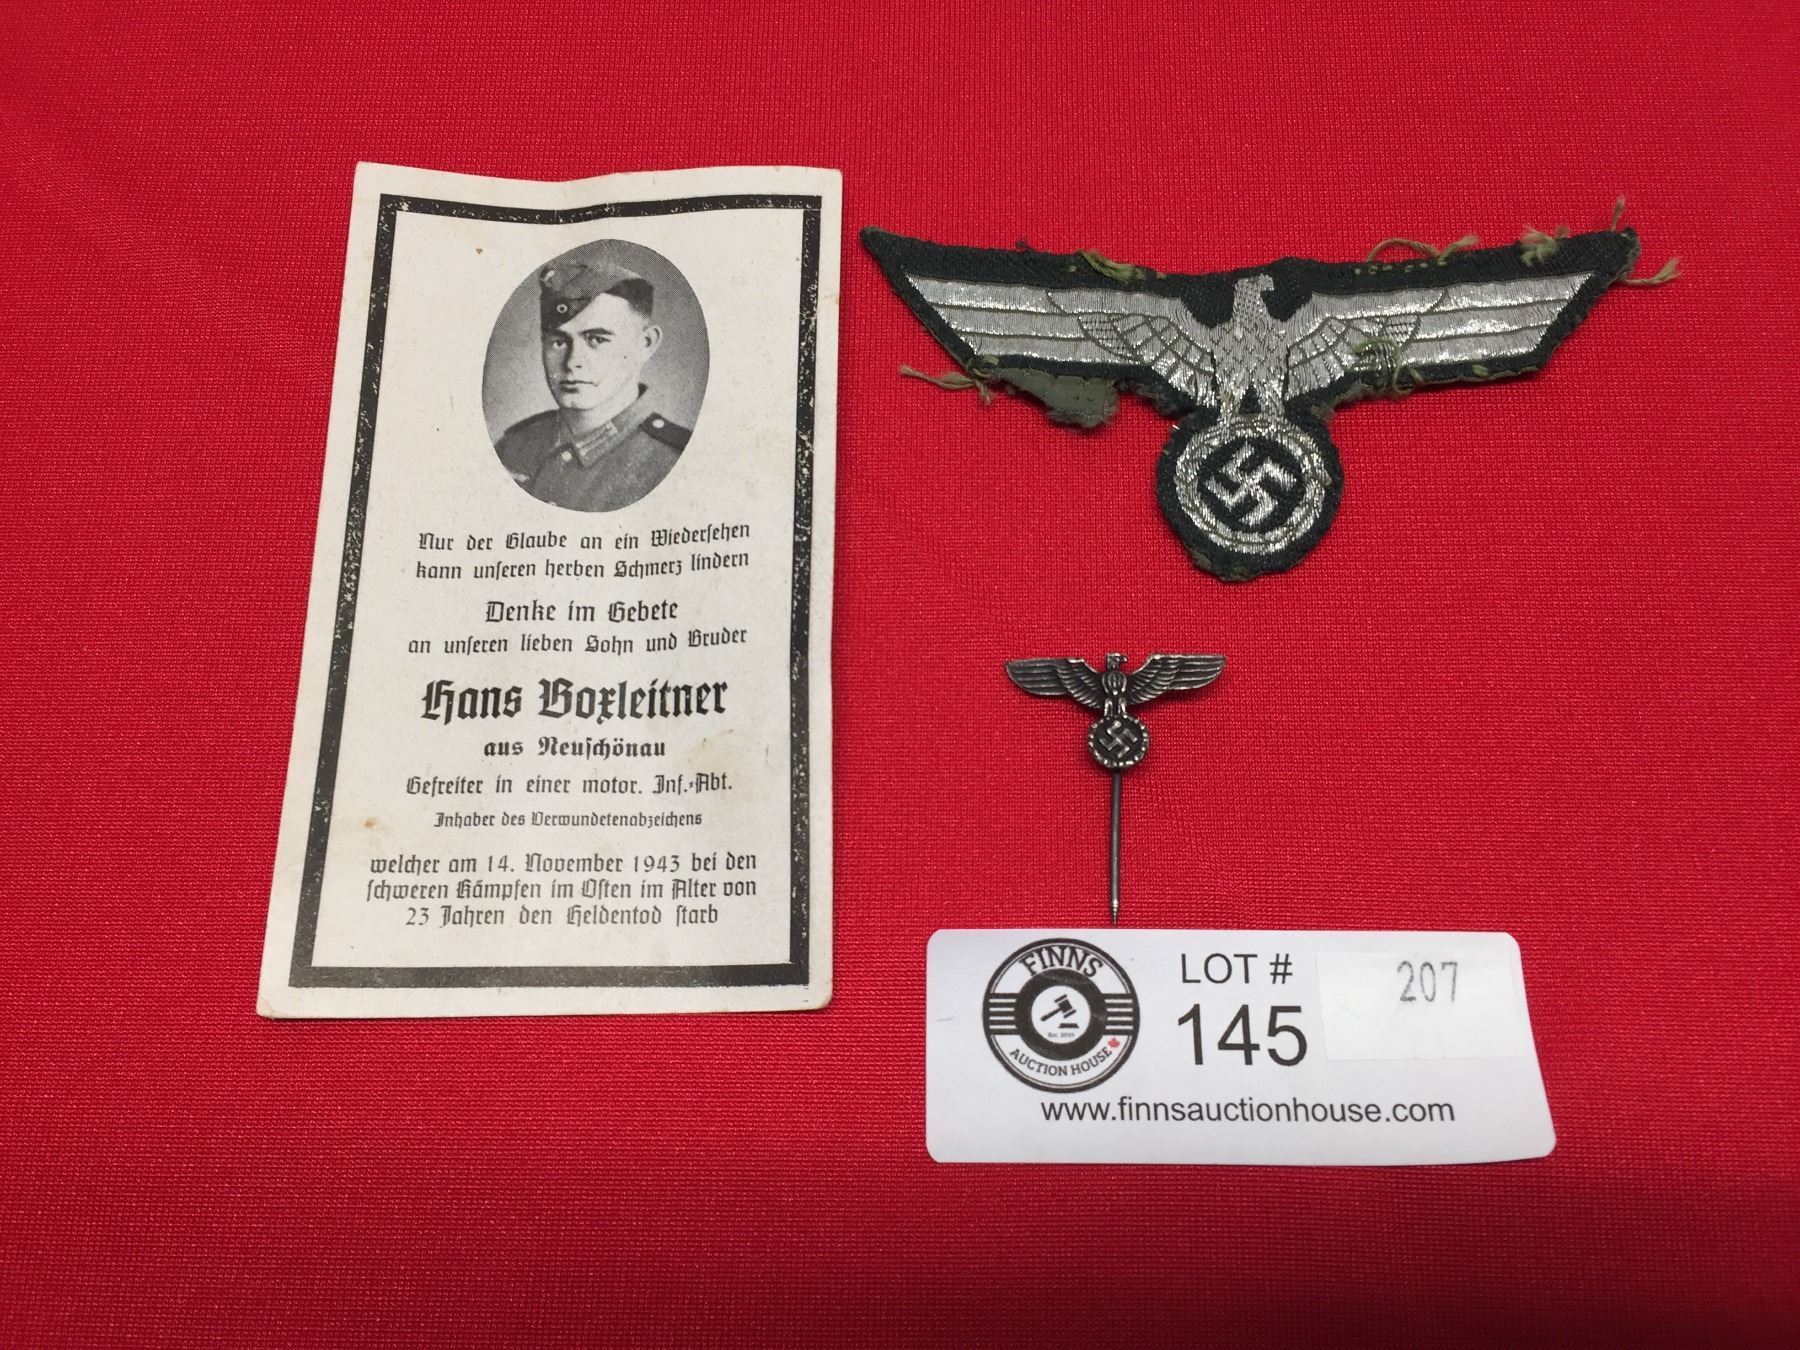 Nur der Glaube an ein Wiedersehen
kann unseren herben Schmerz lindern
Denke im Gebete
an unseren lieben Sohn und Bruder
Hans Boxleitner
aus Neuschönau
Gefreiter in einer motor. Inf.-Abt.
Inhaber des Verwundetenabzeichens
welcher am 14. November 1943 bei den
schweren Kämpfen im Osten im Alter von
23 Jahren den Heldentod starb
FINNS
AUCTION HOUSE
LOT #
145
207
www.finnsauctionhouse.com